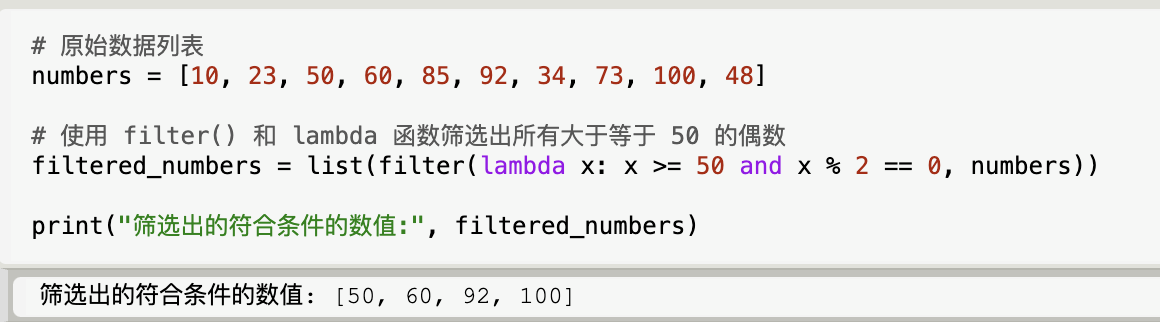 # 原始数据列表
numbers = [10, 23, 50, 60, 85, 92, 34, 73, 100, 48]
# 使用 filter() 和 lambda 函数筛选出所有大于等于 50 的偶数
filtered_numbers = list(filter(lambda x: x >= 50 and x % 2 == 0, numbers))
print("筛选出的符合条件的数值:", filtered_numbers)
筛选出的符合条件的数值: [50, 60, 92, 100]